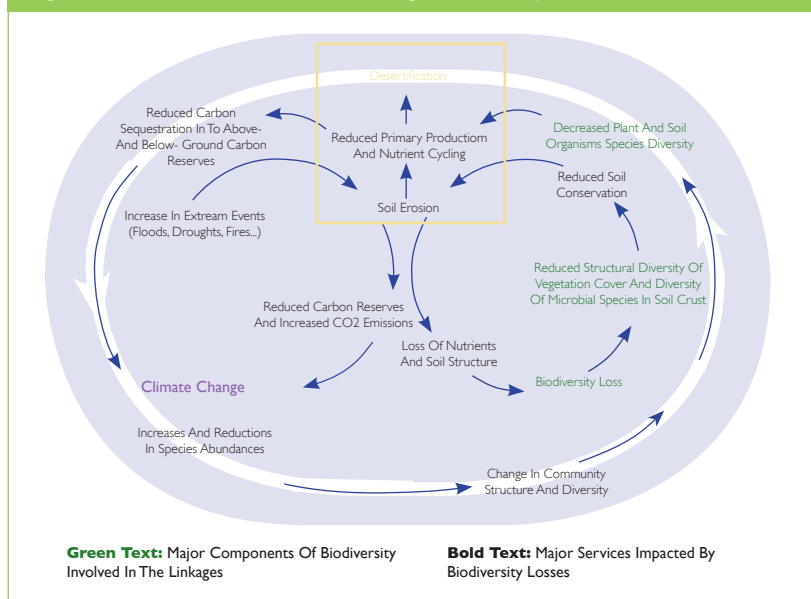 Desertification
Reduced Carbon
Sequestration In To Above-
And Below- Ground Carbon
Reserves
Reduced Primary Productiom
And Nutrient Cycling
Decreased Plant And Soil
Organisms Species Diversity
Reduced Soil
Conservation
Increase In Extream Events
(Floods, Droughts, Fires...)
Soil Erosion
Reduced Structural Diversity Of
Vegetation Cover And Diversity
Of Microbial Species In Soil Crust
Reduced Carbon Reserves
And Increased CO2 Emissions
Loss Of Nutrients
And Soil Structure
Biodiversity Loss
Climate Change
Increases And Reductions
In Species Abundances
Change In Community
Structure And Diversity
Green Text: Major Components Of Biodiversity
Involved In The Linkages
Bold Text: Major Services Impacted By
Biodiversity Losses